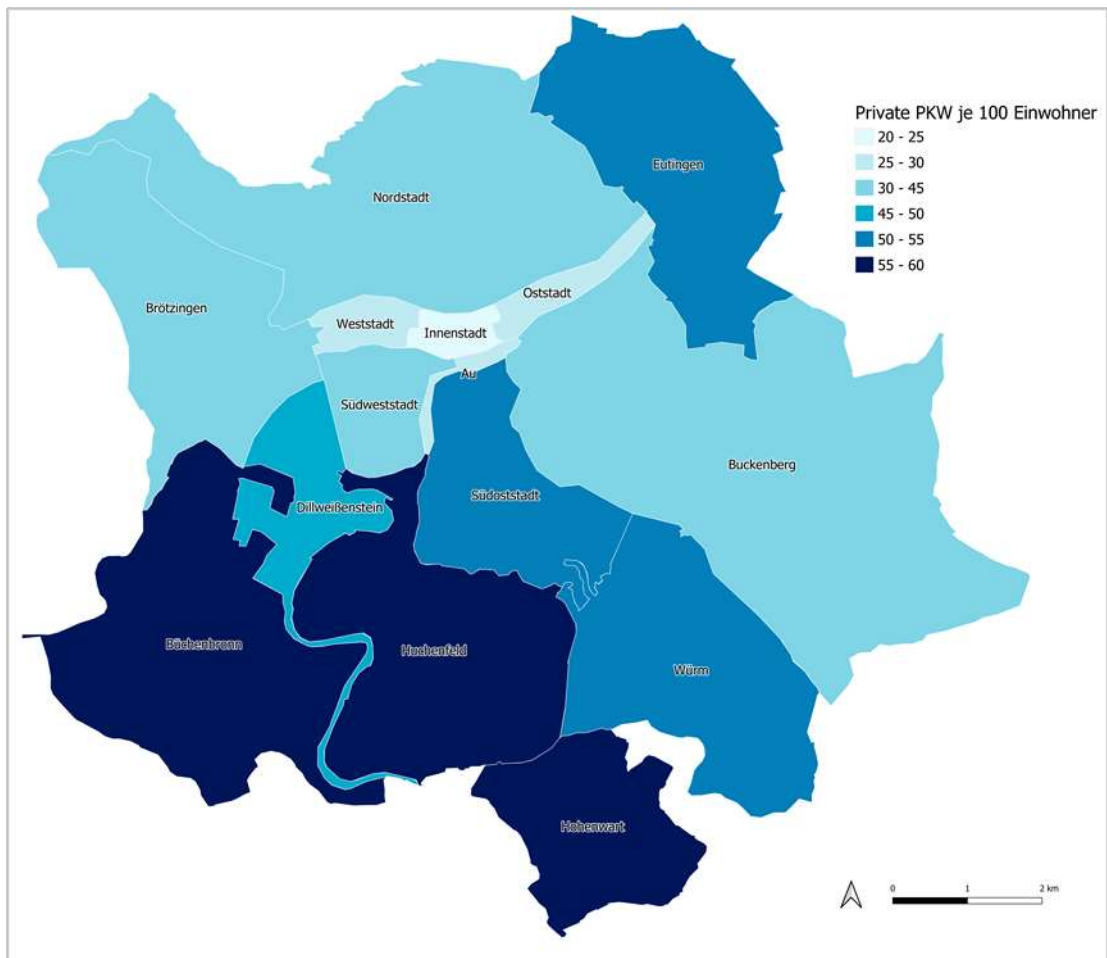 Private PKW je 100 Einwohner
20 - 25
25 - 30
30 - 45
45 - 50
50 - 55
55 - 60
Eutingen
Nordstadt
Oststadt
Brötzingen
Weststadt
Innenstadt
Au
Südweststadt
Buckenberg
Südoststadt
Dillweißenstein
Büchenbronn
Huchenfeld
Würm
Hohenwart
0 1 2 km